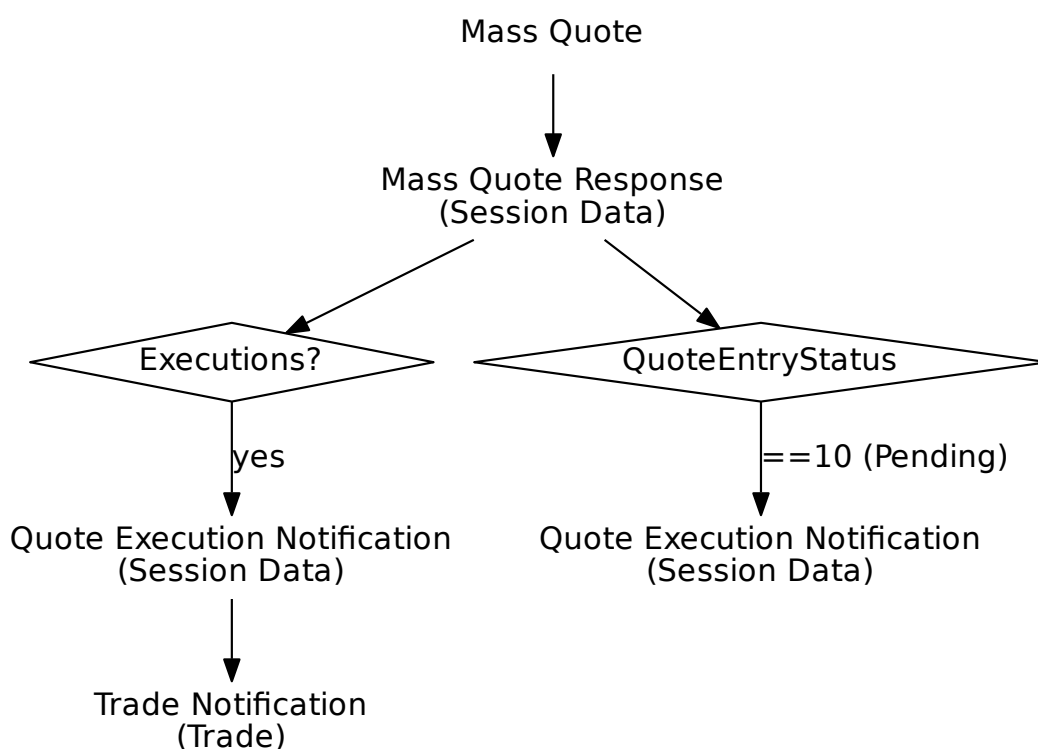 Mass Quote
Mass Quote Response
(Session Data)
Executions?
QuoteEntryStatus
yes
==10 (Pending)
Quote Execution Notification
(Session Data)
Quote Execution Notification
(Session Data)
Trade Notification
(Trade)